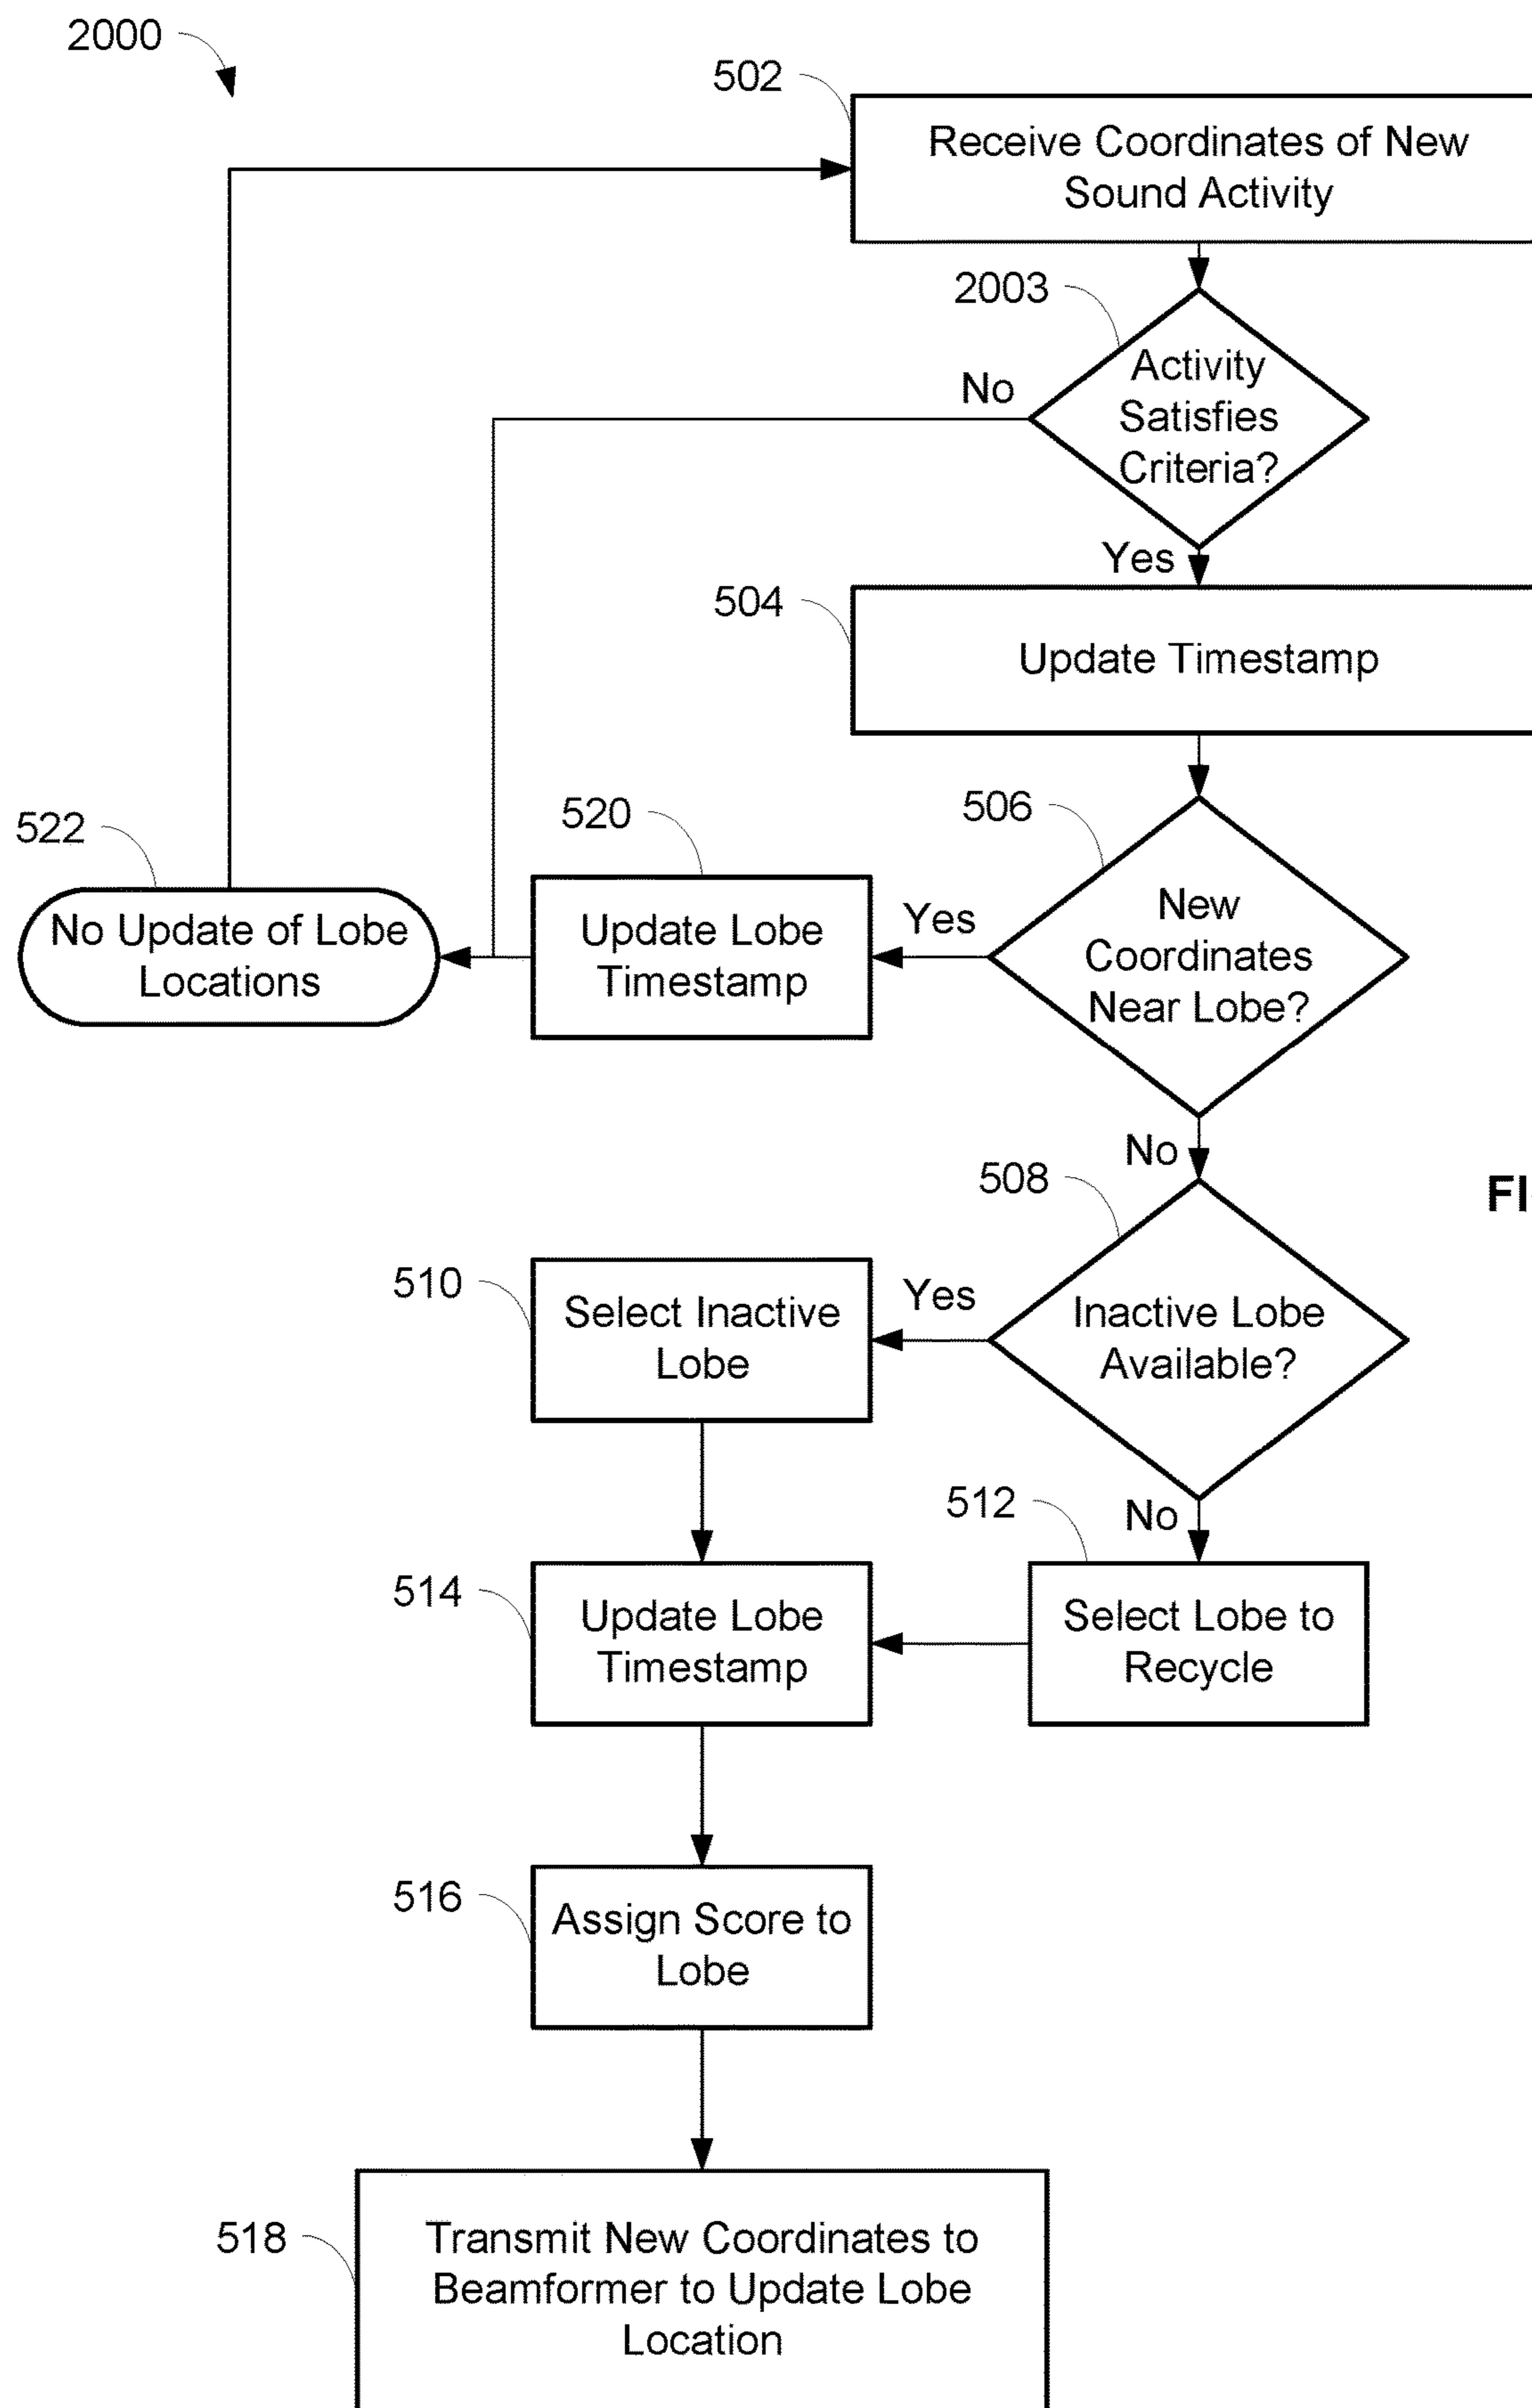 2000
502
Receive Coordinates of New
Sound Activity
2003
Activity
Satisfies
Criteria?
No
Yes
504
Update Timestamp
506
New
Coordinates
Near Lobe?
Yes
520
Update Lobe
Timestamp
522
No Update of Lobe
Locations
No
508
Inactive Lobe
Available?
Yes
510
Select Inactive
Lobe
No
512
Select Lobe to
Recycle
514
Update Lobe
Timestamp
516
Assign Score to
Lobe
518
Transmit New Coordinates to
Beamformer to Update Lobe
Location